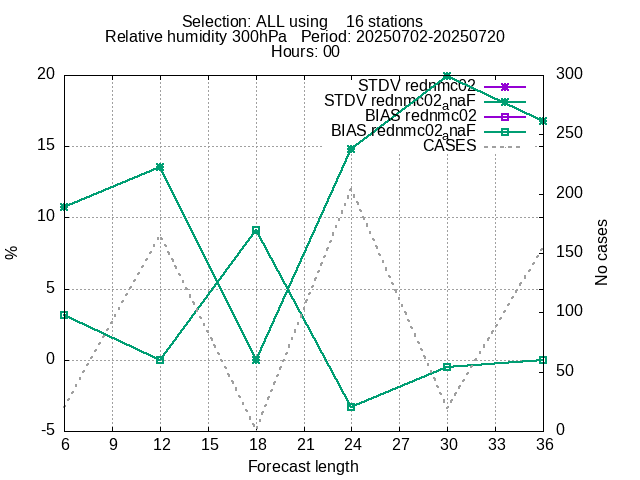 Selection: ALL using 16 stations
Relative humidity 300hPa Period: 20250702-20250720
Hours: 00
STDV rednmc02
STDV rednmc02anaF
BIAS rednmc02
BIAS rednmc02anaF
CASES
20
15
10
5
0
-5
%
300
250
200
150
100
50
0
No cases
6 9 12 15 18 21 24 27 30 33 36
Forecast length